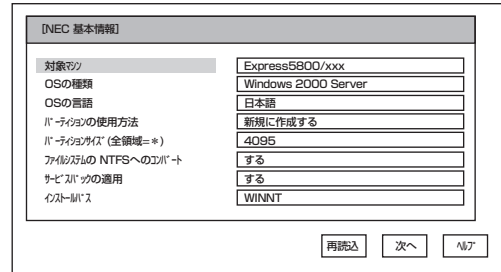 [NEC 基本情報]
対象ﾏｼﾝ Express5800/xxx
OSの種類 Windows 2000 Server
OSの言語 日本語
ﾊﾟｰﾃｨｼｮﾝの使用方法 新規に作成する
ﾊﾟｰﾃｨｼｮﾝｻｲｽﾞ(全領域=＊) 4095
ﾌｧｲﾙｼｽﾃﾑの NTFSへのｺﾝﾊﾞｰﾄ する
ｻｰﾋﾞｽﾊﾟｯｸの適用 する
ｲﾝｽﾄｰﾙﾊﾟｽ WINNT
再読込 次へ ﾍﾙﾌﾟ